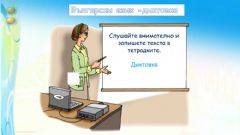 Български език - диктовка
Слушайте внимателно и
запишете текста в
тетрадките.
Диктовка